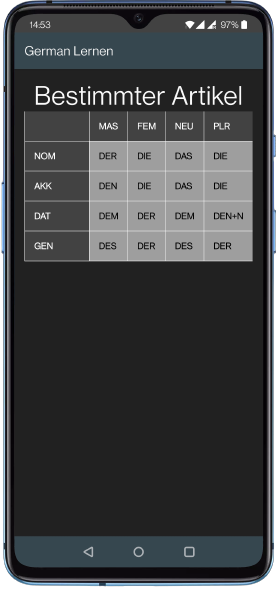 14:53 97%
German Lernen
Bestimmter Artikel
MAS FEM NEU PLR
NOM DER DIE DAS DIE
AKK DEN DIE DAS DIE
DAT DEM DER DEM DEN+N
GEN DES DER DES DER